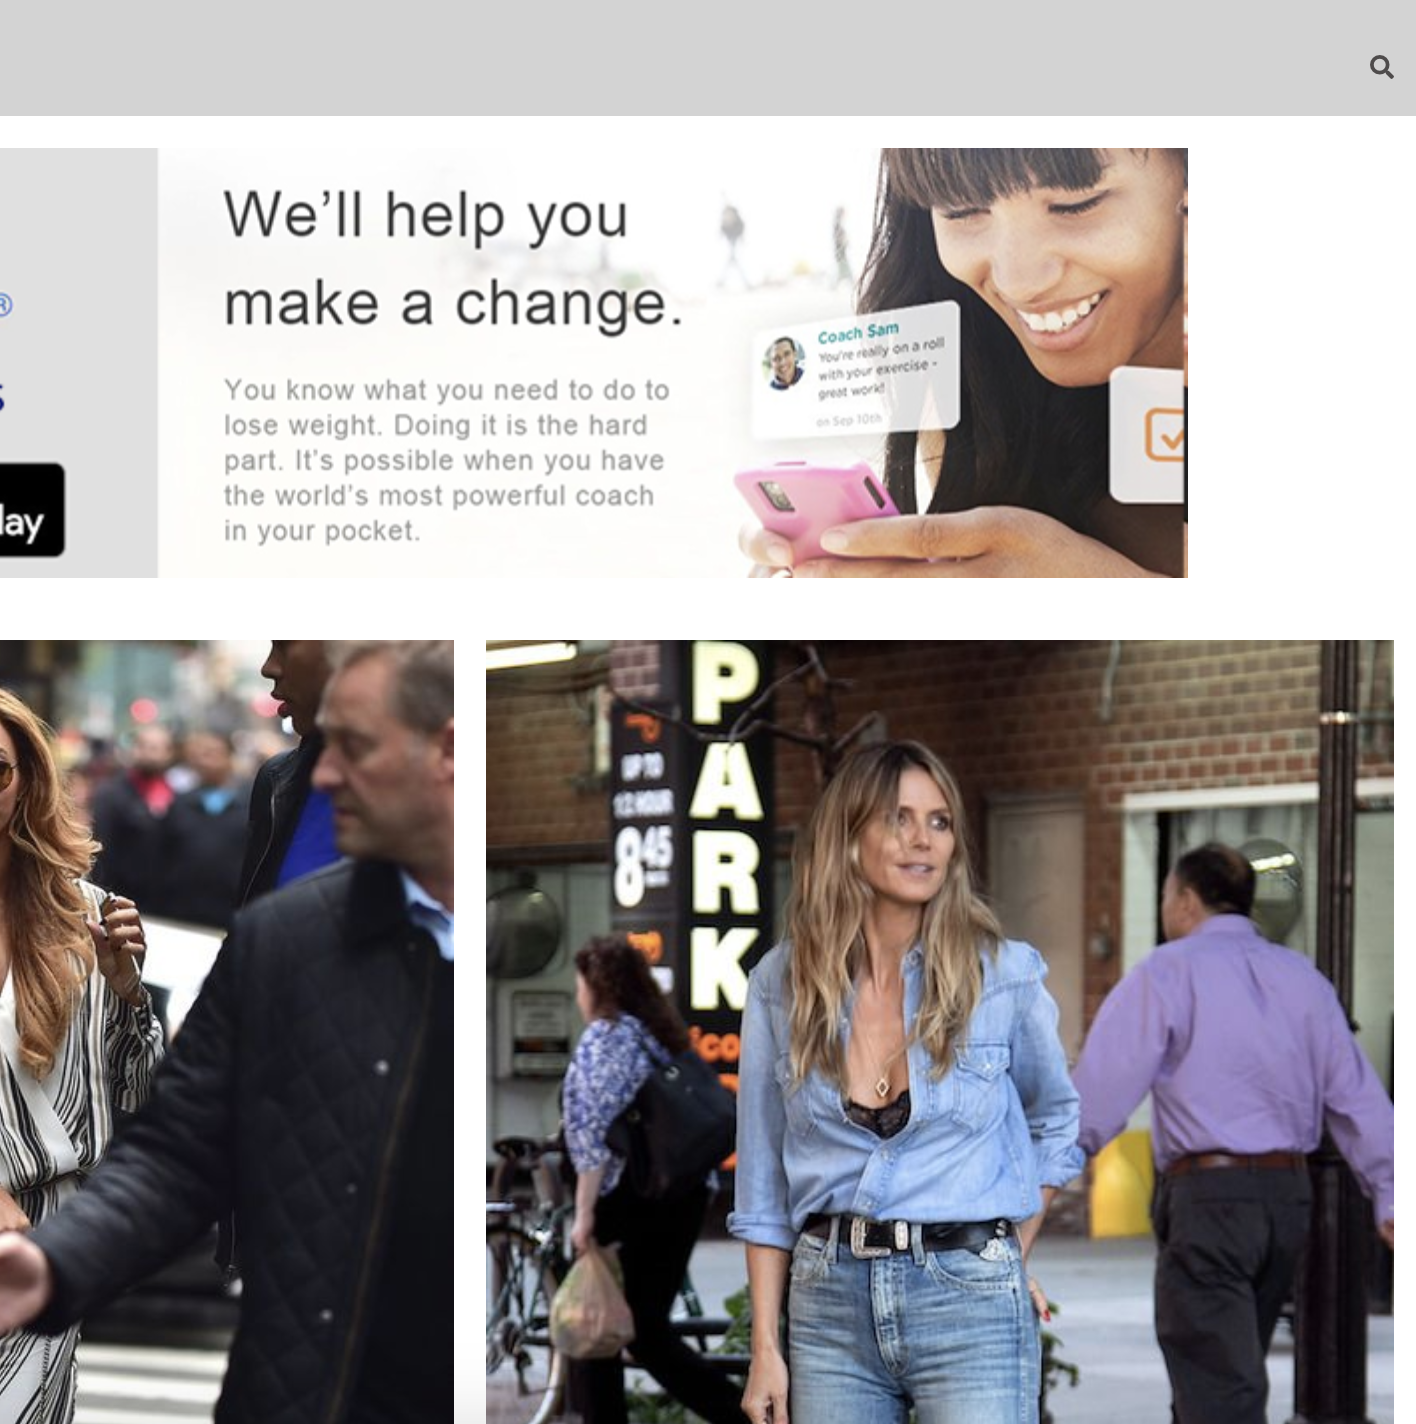 We’ll help you
make a change.
You know what you need to do to
lose weight. Doing it is the hard
part. It’s possible when you have
the world’s most powerful coach
in your pocket.
Coach Sam
You're really on a roll
with your exercise -
great work!
on Sep 10th
®
s
lay
PARK
UP TO
12 HOUR
845